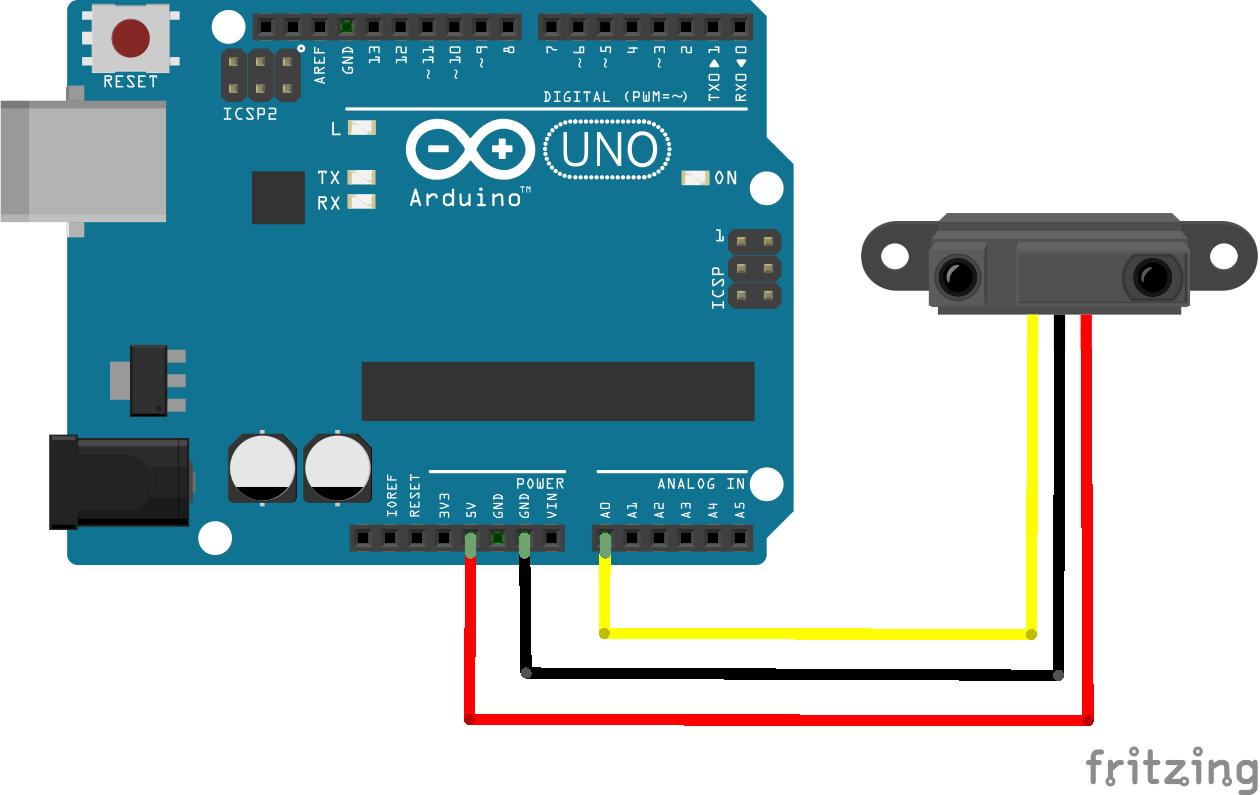 RESET
ICSP2
AREF
GND
13
12
~11
~10
~9
8
7
~6
~5
4
~3
2
TX0▶1
RX0◀0
DIGITAL (PWM=~)
L
TX
RX
Arduino™
UNO
ON
1
ICSP
IOREF
RESET
3V3
5V
GND
GND
VIN
POWER
ANALOG IN
A0
A1
A2
A3
A4
A5
fritzing